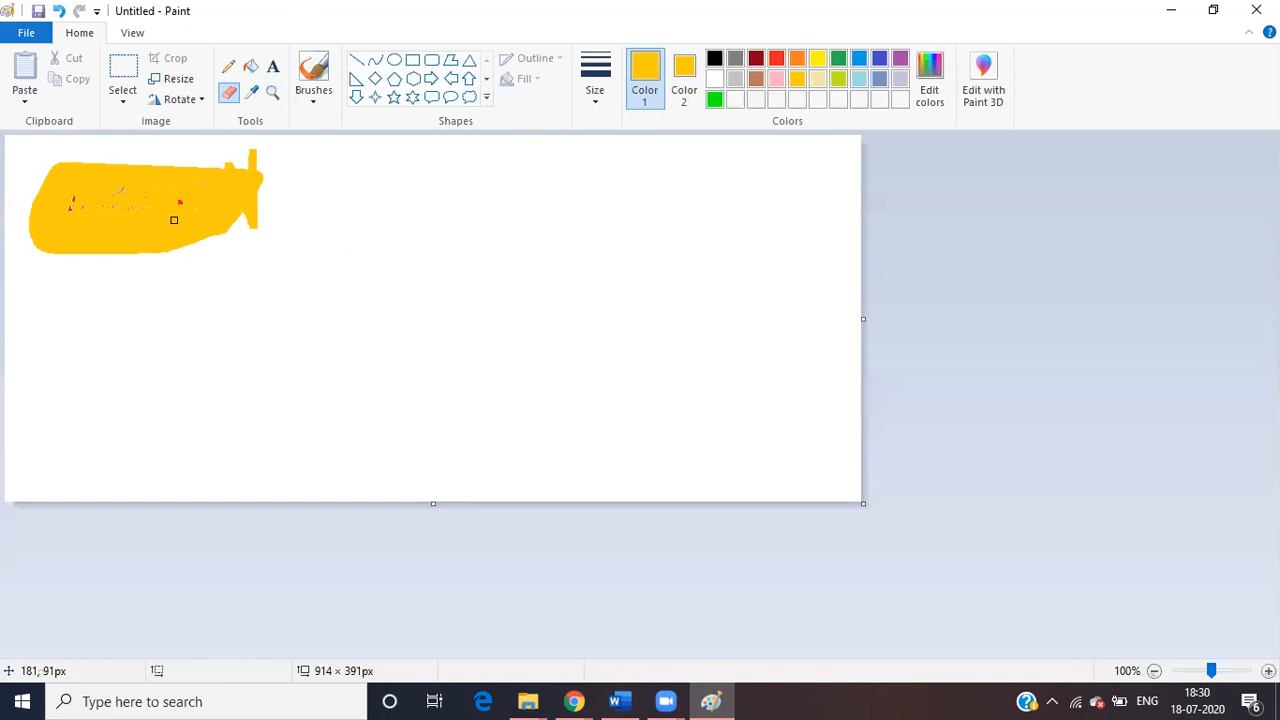 Untitled - Paint
File
Home
View
Paste
Cut
Copy
Clipboard
Select
Crop
Resize
Rotate
Image
A
Tools
Brushes
Outline
Fill
Shapes
Size
Color 1
Color 2
Edit colors
Edit with Paint 3D
Colors
181, 91px
914 × 391px
100%
Type here to search
ENG
18:30
18-07-2020
6